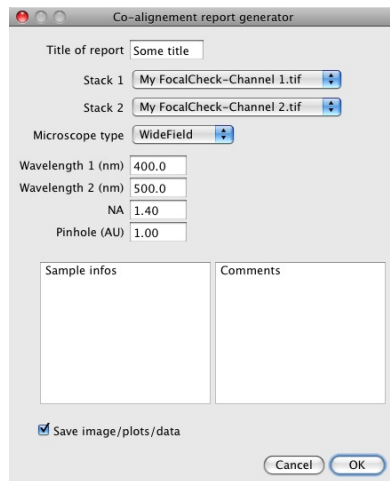 Co-alignement report generator
Title of report Some title
Stack 1 My FocalCheck-Channel 1.tif
Stack 2 My FocalCheck-Channel 2.tif
Microscope type WideField
Wavelength 1 (nm) 400.0
Wavelength 2 (nm) 500.0
NA 1.40
Pinhole (AU) 1.00
Sample infos Comments
Save image/plots/data
Cancel OK